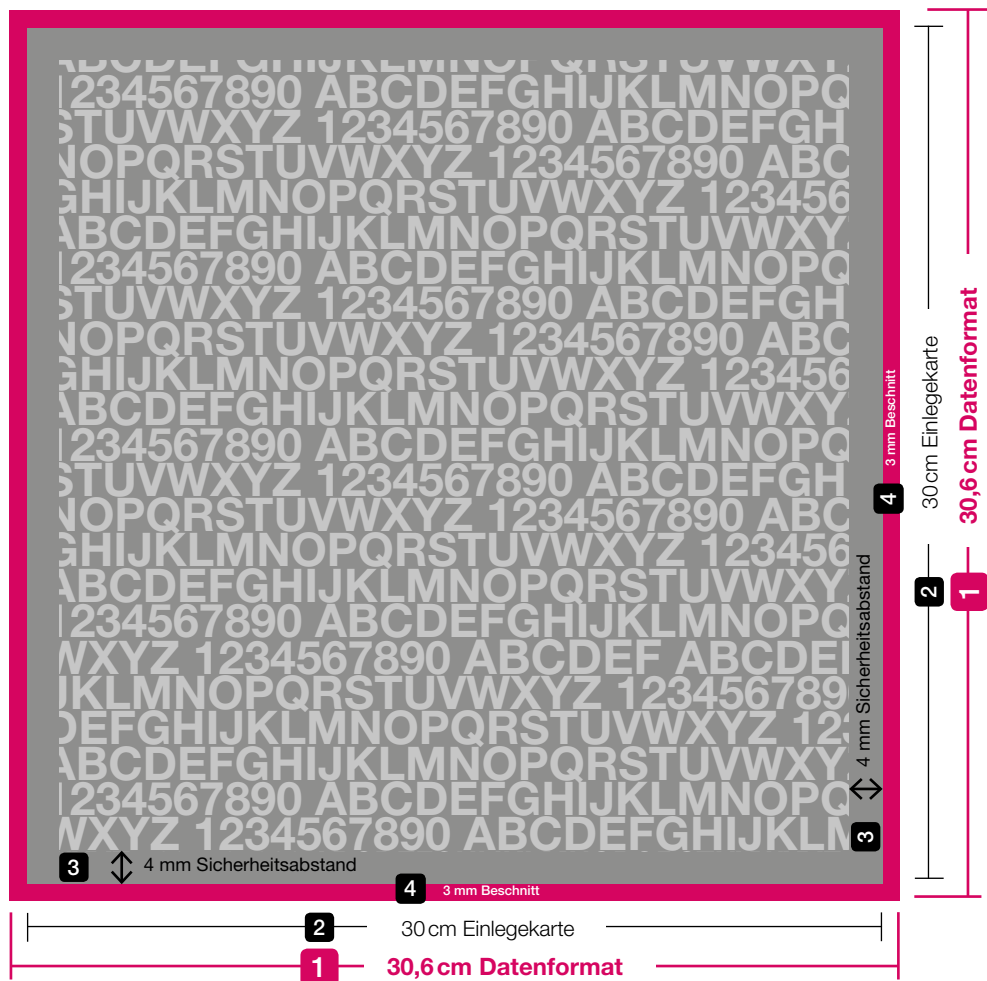 ABCDEFGHIJKLMNOPQRSTUVWXY
1234567890 ABCDEFGHIJKLMNOPQ
STUVWXYZ 1234567890 ABCDEFGH
NOPQRSTUVWXYZ 1234567890 ABC
GHIJKLMNOPQRSTUVWXYZ 123456
ABCDEFGHIJKLMNOPQRSTUVWXY
1234567890 ABCDEFGHIJKLMNOPQ
STUVWXYZ 1234567890 ABCDEFGH
NOPQRSTUVWXYZ 1234567890 ABC
GHIJKLMNOPQRSTUVWXYZ 123456
ABCDEFGHIJKLMNOPQRSTUVWXY
1234567890 ABCDEFGHIJKLMNOPQ
STUVWXYZ 1234567890 ABCDEFGH
NOPQRSTUVWXYZ 1234567890 ABC
GHIJKLMNOPQRSTUVWXYZ 123456
ABCDEFGHIJKLMNOPQRSTUVWXY
1234567890 ABCDEFGHIJKLMNOPQ
WXYZ 1234567890 ABCDEF ABCDEF
JKLMNOPQRSTUVWXYZ 123456789
DEFGHIJKLMNOPQRSTUVWXYZ 123
ABCDEFGHIJKLMNOPQRSTUVWXY
1234567890 ABCDEFGHIJKLMNOPQ
WXYZ 1234567890 ABCDEFGHIJKLM
3 4 mm Sicherheitsabstand
4 3 mm Beschnitt
2 30 cm Einlegekarte
1 30,6 cm Datenformat
3 4 mm Sicherheitsabstand
4 3 mm Beschnitt
2 30 cm Einlegekarte
1 30,6 cm Datenformat